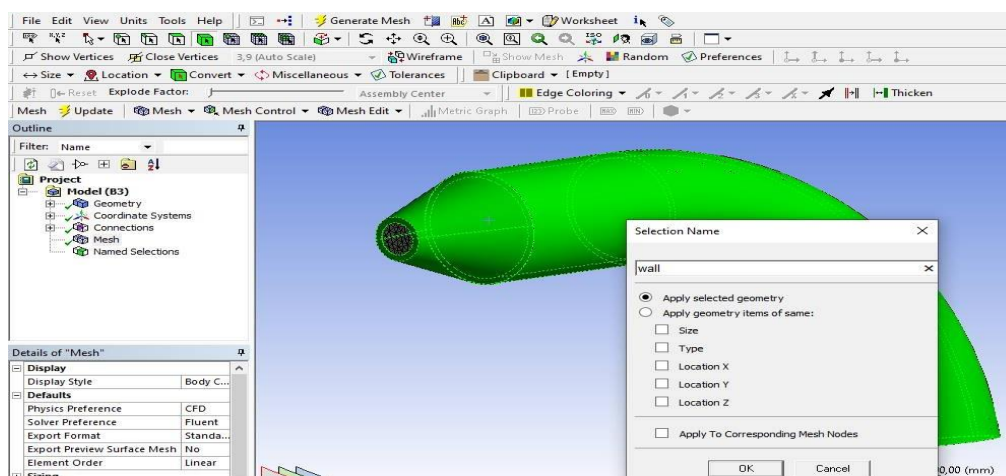 File Edit View Units Tools Help Generate Mesh A Worksheet
Show Vertices Close Vertices 3,9 (Auto Scale) Wireframe Show Mesh Random Preferences
Size Location Convert Miscellaneous Tolerances Clipboard [Empty]
Reset Explode Factor: Assembly Center Edge Coloring Thicken
Mesh Update Mesh Mesh Control Mesh Edit Metric Graph Probe
Outline
Filter: Name
Project
Model (B3)
Geometry
Coordinate Systems
Connections
Mesh
Named Selections
Details of "Mesh"
Display
Display Style Body C...
Defaults
Physics Preference CFD
Solver Preference Fluent
Export Format Standa...
Export Preview Surface Mesh No
Element Order Linear
Sizing
Selection Name
wall
Apply selected geometry
Apply geometry items of same:
Size
Type
Location X
Location Y
Location Z
Apply To Corresponding Mesh Nodes
OK Cancel
0,00 (mm)